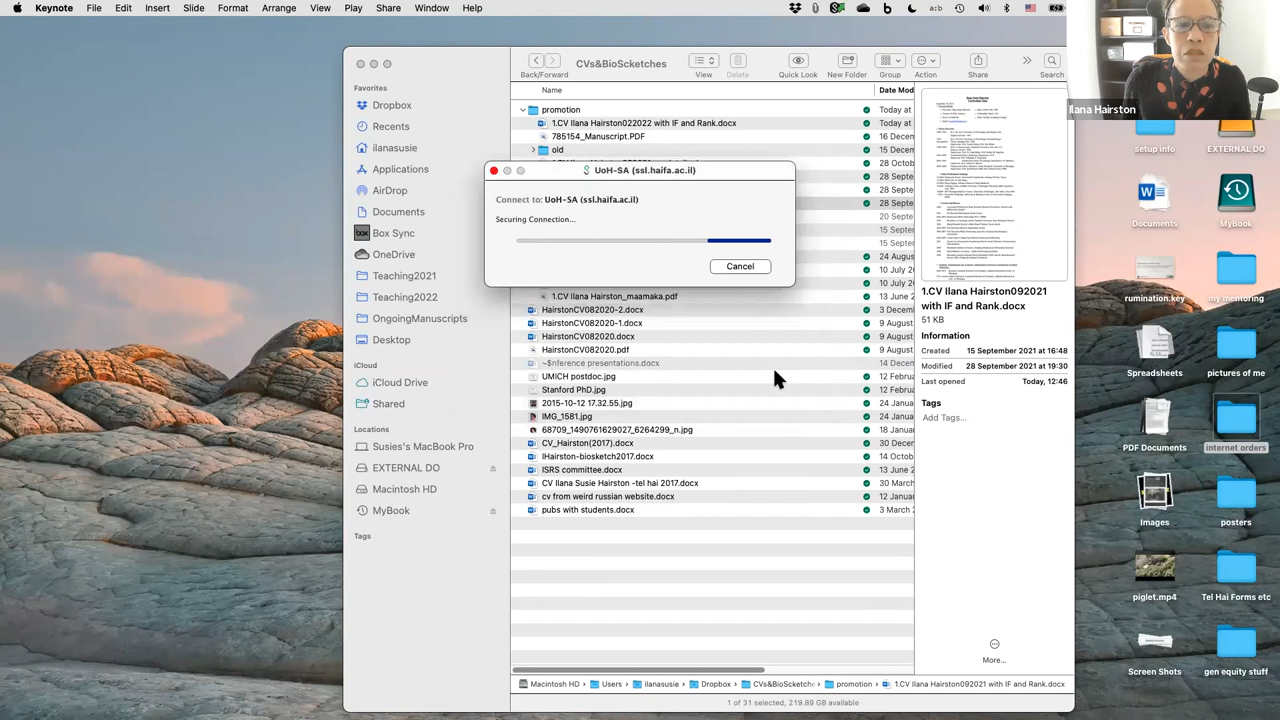 Keynote File Edit Insert Slide Format Arrange View Play Share Window Help
CVs&BioScketches
Back/Forward View Delete Quick Look New Folder Group Action Share Search
Ilana Hairston
Favorites
Dropbox
Recents
ilanasusie
Applications
AirDrop
Documents
Box Sync
OneDrive
Teaching2021
Teaching2022
OngoingManuscripts
Desktop
iCloud
iCloud Drive
Shared
Locations
Susies's MacBook Pro
EXTERNAL DO
Macintosh HD
MyBook
Tags
Name Date Mod
promotion Today at
1.CV Ilana Hairston022022 with IF Today at
785154_Manuscript.PDF 16 Decem
old 15 Decem
28 Octob
28 Septe
28 Septe
28 Septe
20 Septe
15 Septe
15 Septe
24 Augus
10 July 2
10 July 2
1.CV Ilana Hairston_maamaka.pdf 13 June 2
HairstonCV082020-2.docx 3 Decem
HairstonCV082020-1.docx 9 August
HairstonCV082020.docx 9 August
HairstonCV082020.pdf 9 August
~$nference presentations.docx 14 Decem
UMICH postdoc.jpg 12 Februa
Stanford PhD.jpg 12 Februa
2015-10-12 17.32.55.jpg 24 Janua
IMG_1581.jpg 24 Janua
68709_1490761629027_6264299_n.jpg 18 Janua
CV_Hairston(2017).docx 30 Decem
IHairston-biosketch2017.docx 14 Octob
ISRS committee.docx 13 June 2
CV Ilana Susie Hairston -tel hai 2017.docx 30 March
cv from weird russian website.docx 12 Januar
pubs with students.docx 3 March 2
UoH-SA (ssl.haifa.ac.il)
Connect to: UoH-SA (ssl.haifa.ac.il)
Securing Connection...
Cancel
1.CV Ilana Hairston092021
with IF and Rank.docx
51 KB
Information
Created 15 September 2021 at 16:48
Modified 28 September 2021 at 19:30
Last opened Today, 12:46
Tags
Add Tags...
More...
Macintosh HD › Users › ilanasusie › Dropbox › CVs&BioScketche › promotion › 1.CV Ilana Hairston092021 with IF and Rank.docx
1 of 31 selected, 219.89 GB available
setup info EXTERNAL DO
Documents MyBook
rumination.key my mentoring
Spreadsheets pictures of me
PDF Documents internet orders
Images posters
piglet.mp4 Tel Hai Forms etc
Screen Shots gen equity stuff